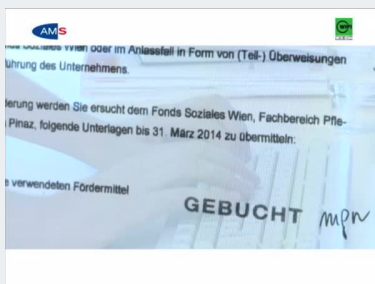 AMS
Soziales Wien oder im Anlassfall in Form von (Teil-) Überweisungen
ührung des Unternehmens.
derung werden Sie ersucht dem Fonds Soziales Wien, Fachbereich Pfle-
Pinaz, folgende Unterlagen bis 31. März 2014 zu übermitteln:
e verwendeten Fördermittel
GEBUCHT mpn